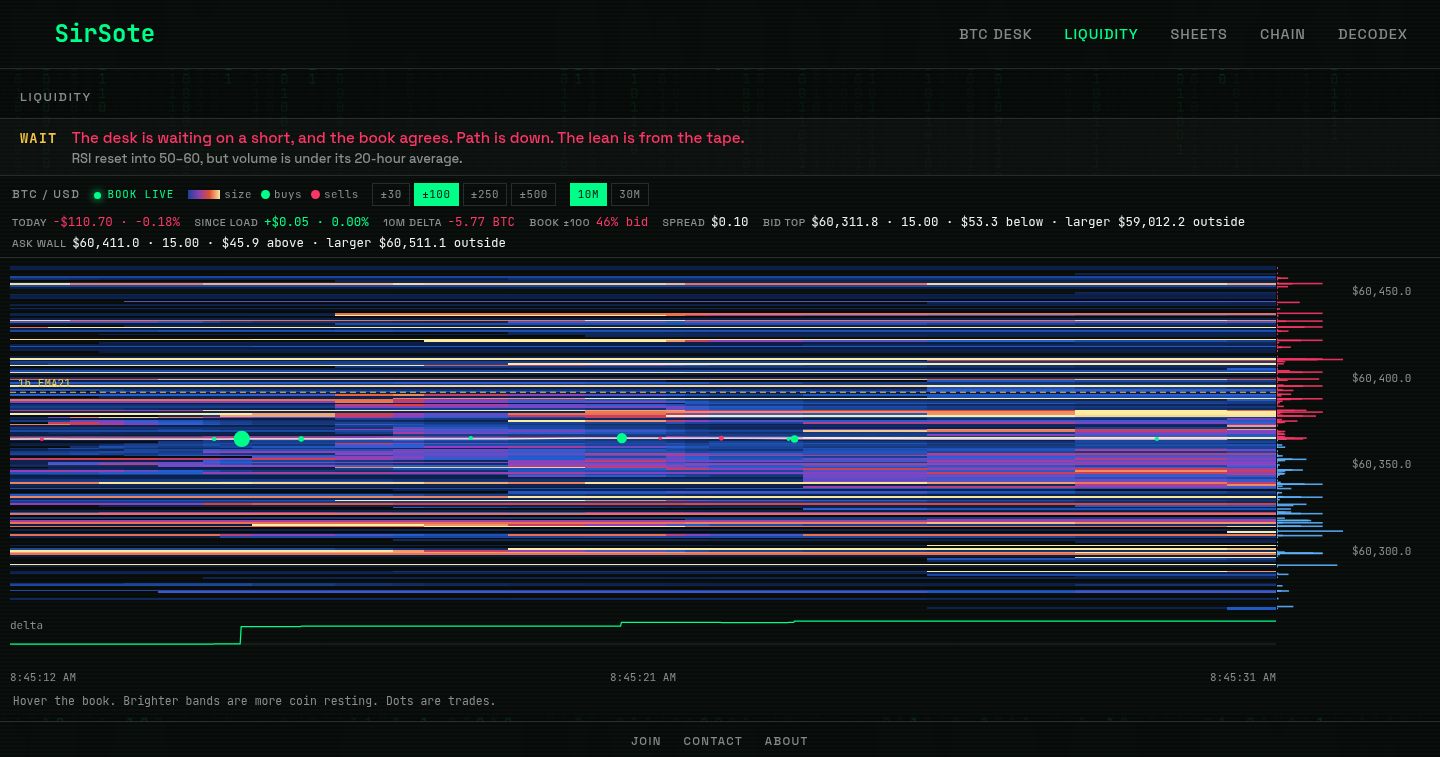 SirSote
BTC DESK LIQUIDITY SHEETS CHAIN DECODEX
LIQUIDITY
WAIT The desk is waiting on a short, and the book agrees. Path is down. The lean is from the tape.
RSI reset into 50–60, but volume is under its 20-hour average.
BTC / USD BOOK LIVE size buys sells ±30 ±100 ±250 ±500 10M 30M
TODAY -$110.70 · -0.18% SINCE LOAD +$0.05 · 0.00% 10M DELTA -5.77 BTC BOOK ±100 46% bid SPREAD $0.10 BID TOP $60,311.8 · 15.00 · $53.3 below · larger $59,012.2 outside
ASK WALL $60,411.0 · 15.00 · $45.9 above · larger $60,511.1 outside
$60,450.0
1h EMA21
$60,400.0
$60,350.0
$60,300.0
delta
8:45:12 AM 8:45:21 AM 8:45:31 AM
Hover the book. Brighter bands are more coin resting. Dots are trades.
JOIN CONTACT ABOUT